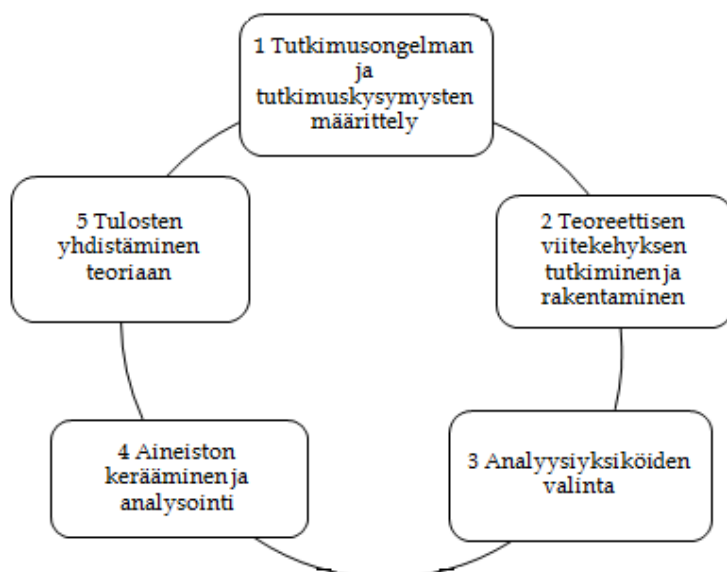 1 Tutkimusongelman
ja
tutkimuskysymysten
määrittely
2 Teoreettisen
viitekehyksen
tutkiminen ja
rakentaminen
3 Analyysiyksiköiden
valinta
4 Aineiston
kerääminen ja
analysointi
5 Tulosten
yhdistäminen
teoriaan